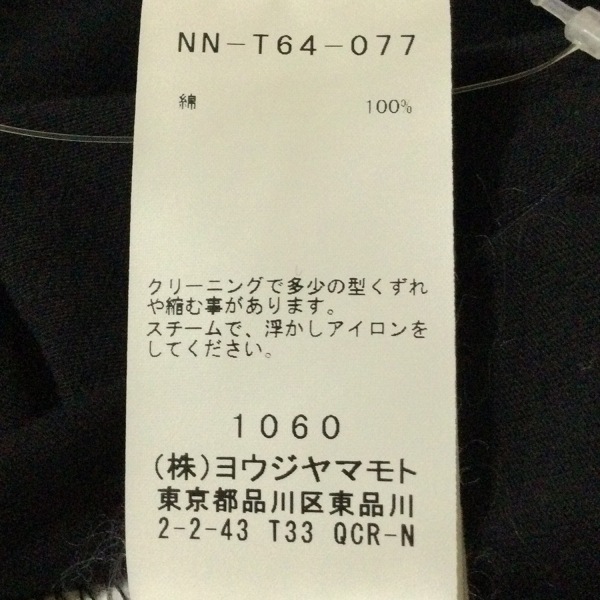 NN-T64-077
綿 100%
クリーニングで多少の型くずれ
や縮む事があります。
スチームで、浮かしアイロンを
してください。
1060
(株)ヨウジヤマモト
東京都品川区東品川
2-2-43 T33 QCR-N